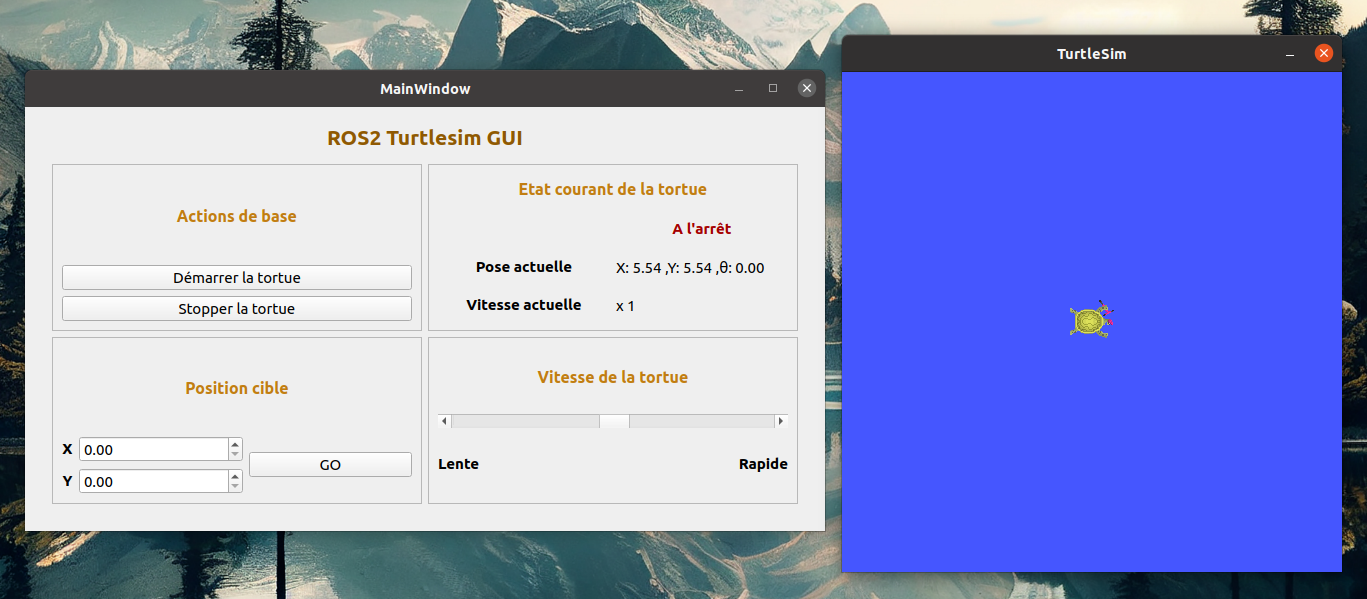 MainWindow
ROS2 Turtlesim GUI
Actions de base
Démarrer la tortue
Stopper la tortue
Etat courant de la tortue
A l'arrêt
Pose actuelle X: 5.54 ,Y: 5.54 ,θ: 0.00
Vitesse actuelle x 1
Position cible
X 0.00
GO
Y 0.00
Vitesse de la tortue
Lente Rapide
TurtleSim